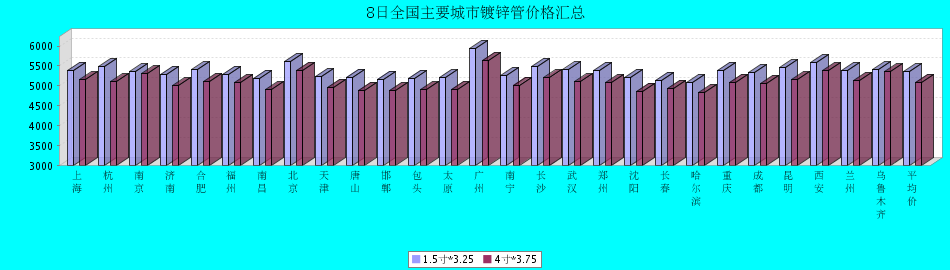 8日全国主要城市镀锌管价格汇总
6000
5500
5000
4500
4000
3500
3000
上海
杭州
南京
济南
合肥
福州
南昌
北京
天津
唐山
邯郸
包头
太原
广州
南宁
长沙
武汉
郑州
沈阳
长春
哈尔滨
重庆
成都
昆明
西安
兰州
乌鲁木齐
平均价
1.5寸*3.25
4寸*3.75